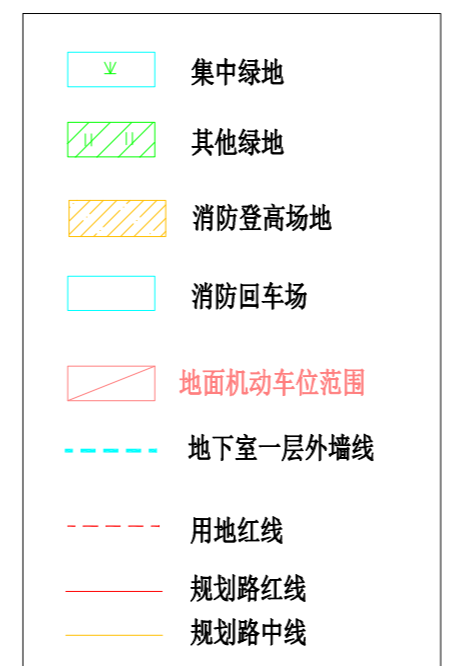 集中绿地
其他绿地
消防登高场地
消防回车场
地面机动车位范围
地下室一层外墙线
用地红线
规划路红线
规划路中线